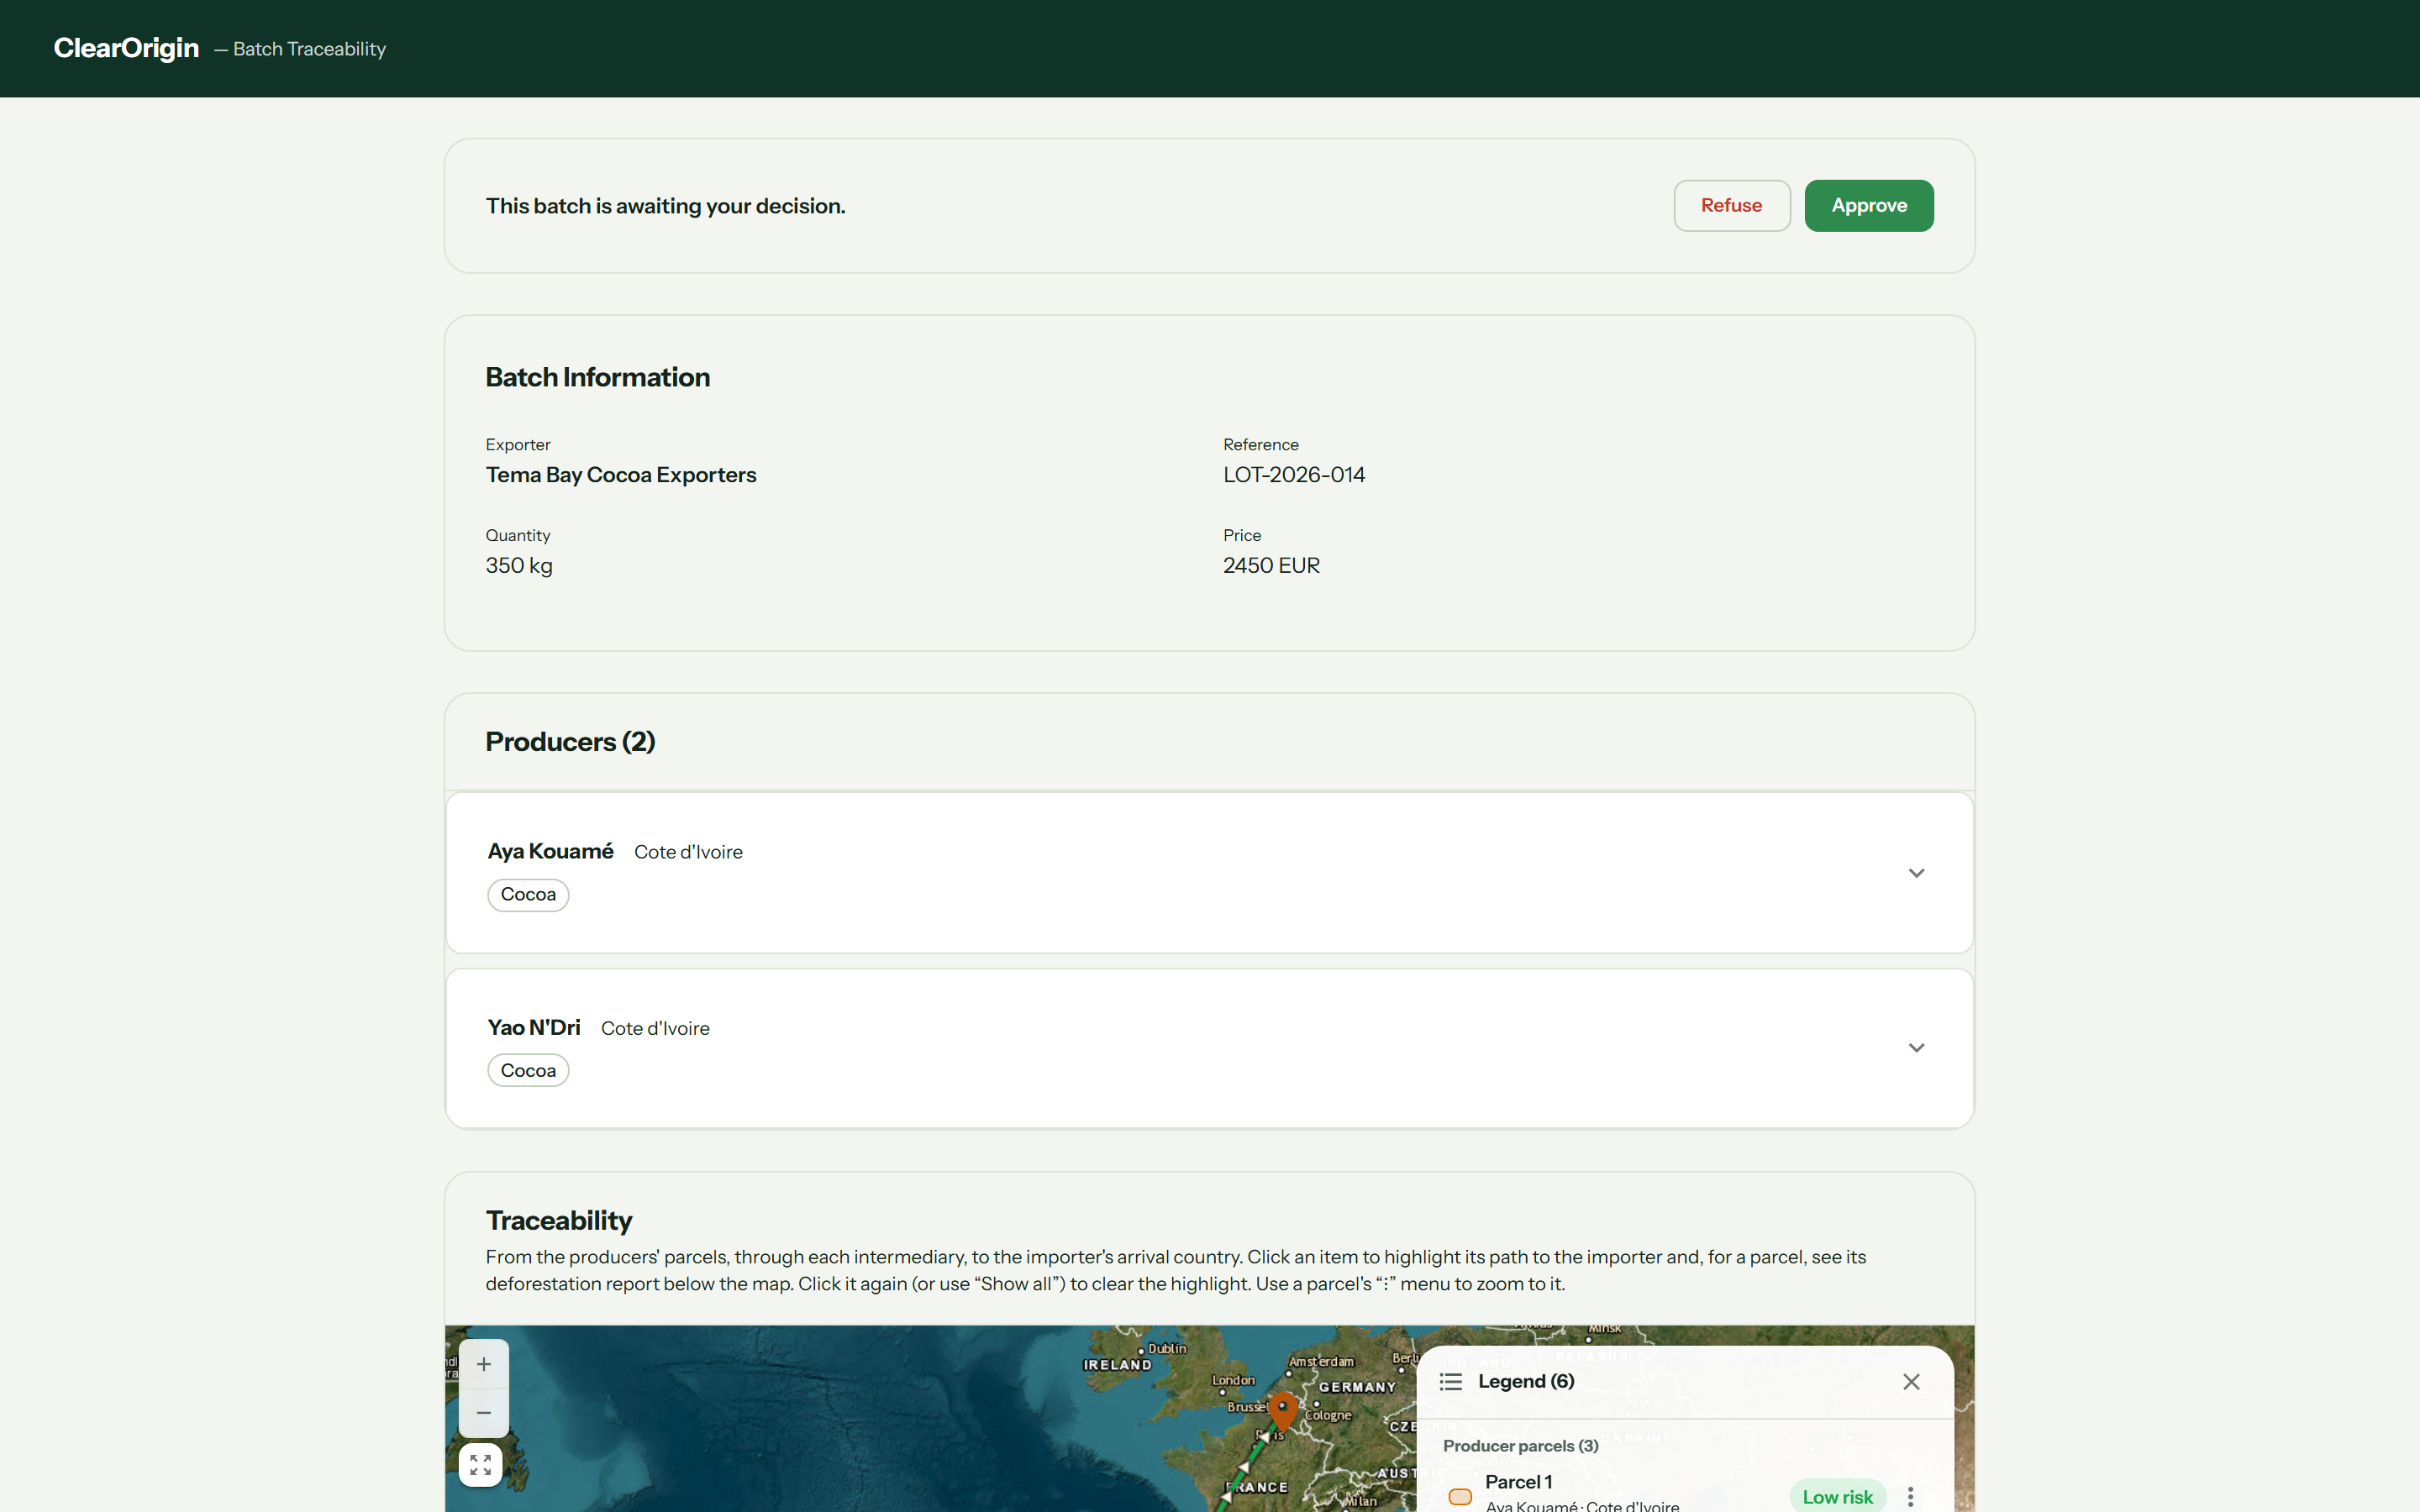 ClearOrigin — Batch Traceability
This batch is awaiting your decision.
Refuse
Approve
Batch Information
Exporter
Tema Bay Cocoa Exporters
Reference
LOT-2026-014
Quantity
350 kg
Price
2450 EUR
Producers (2)
Aya Kouamé Cote d'Ivoire
Cocoa
Yao N'Dri Cote d'Ivoire
Cocoa
Traceability
From the producers' parcels, through each intermediary, to the importer's arrival country. Click an item to highlight its path to the importer and, for a parcel, see its
deforestation report below the map. Click it again (or use “Show all”) to clear the highlight. Use a parcel's “⋮” menu to zoom to it.
Minsk
Dublin
IRELAND
Amsterdam
POLAND
BELARUS
London
GERMANY
Legend (6)
Cologne
UKRAINE
Producer parcels (3)
FRANCE
Milan
Parcel 1
Low risk
Aya Kouamé · Cote d'Ivoire